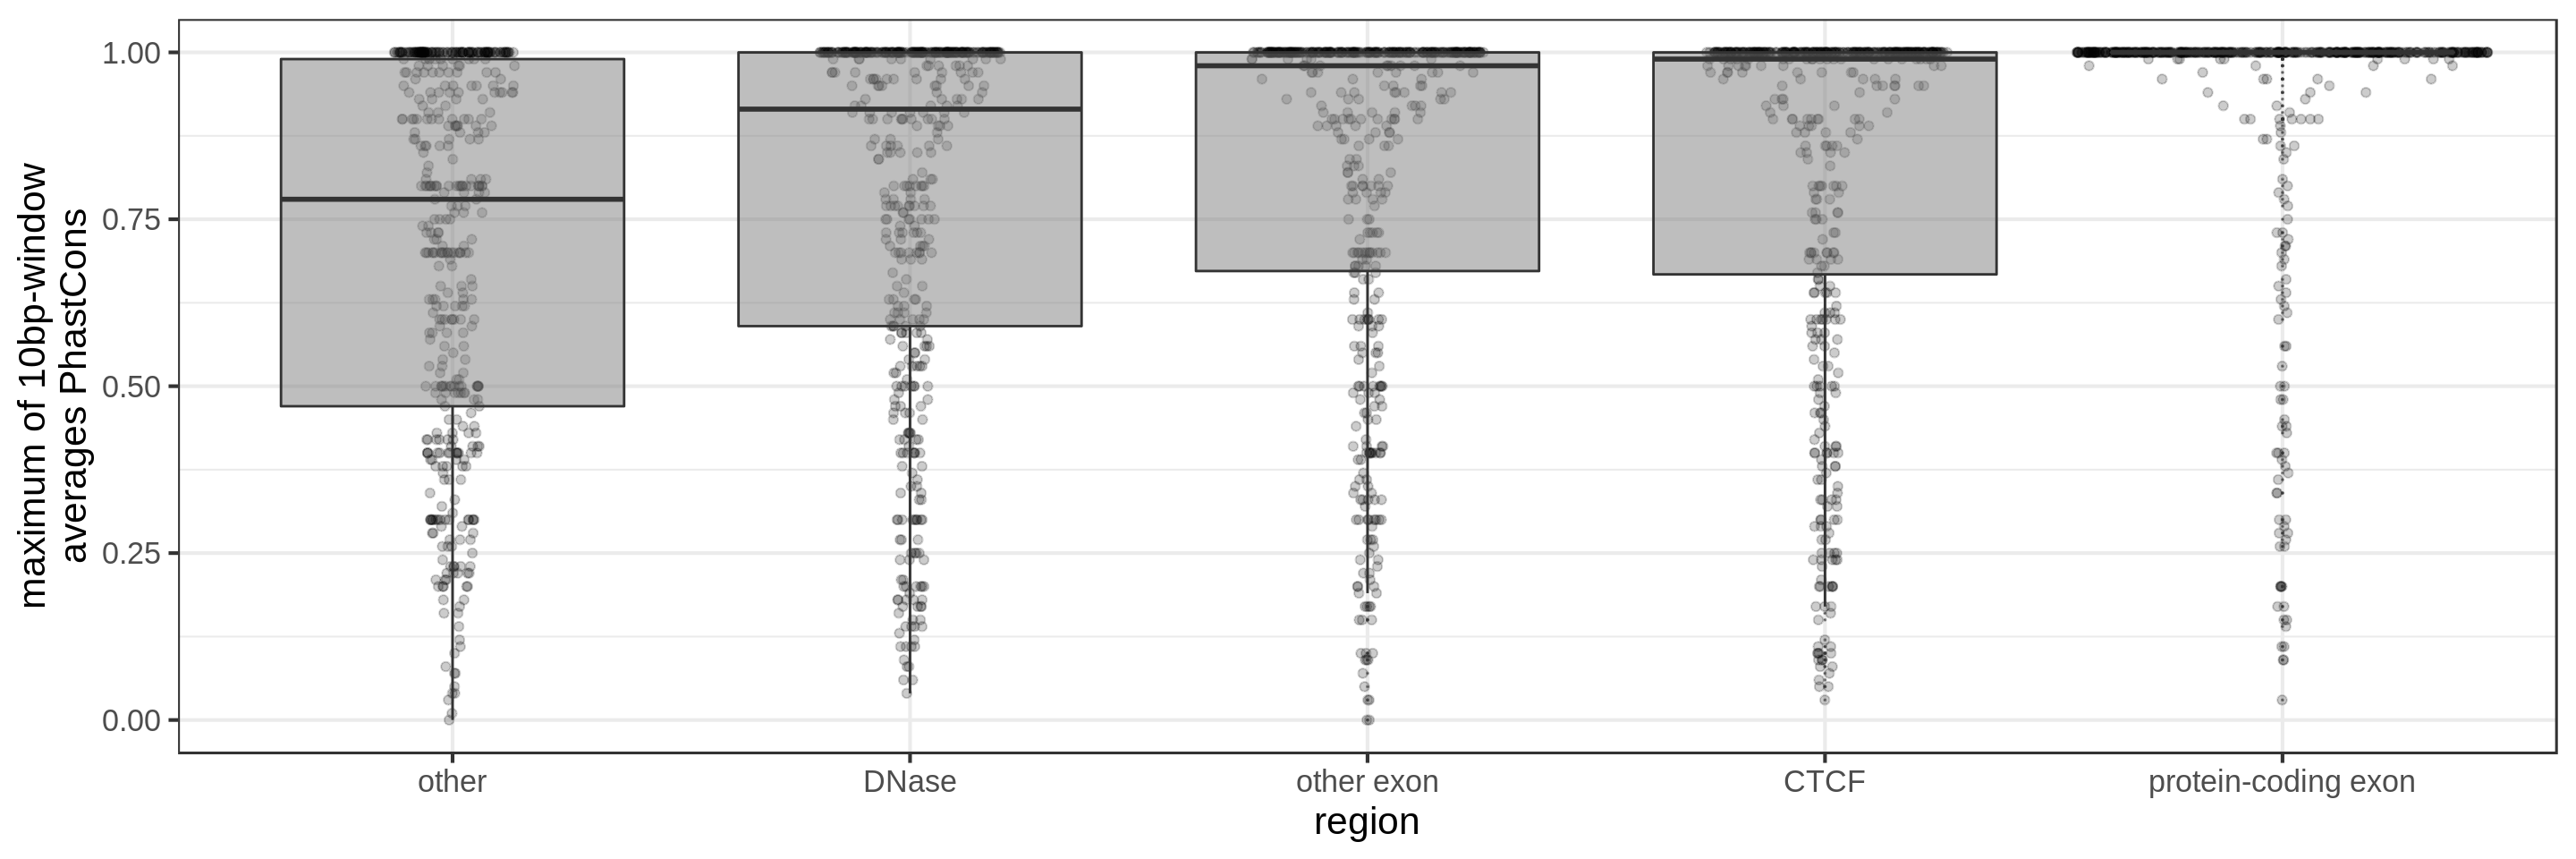 maximum of 10bp-window
averages PhastCons
1.00
0.75
0.50
0.25
0.00
other
DNase
other exon
CTCF
protein-coding exon
region